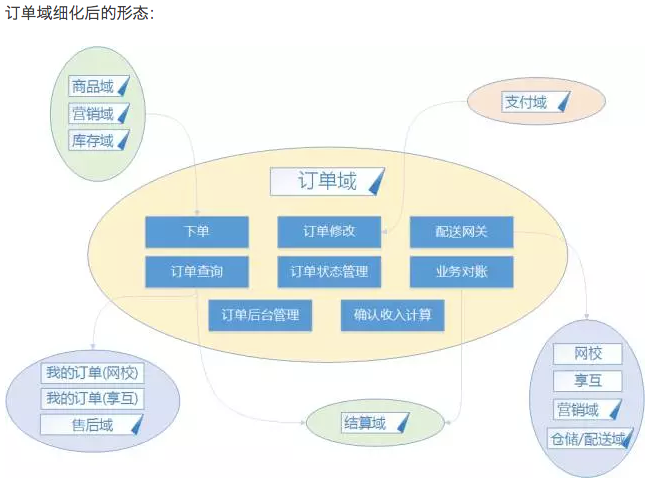 订单域细化后的形态：
商品域
营销域
库存域
支付域
订单域
下单
订单修改
配送网关
订单查询
订单状态管理
业务对账
订单后台管理
确认收入计算
我的订单(网校)
我的订单(享互)
售后域
结算域
网校
享互
营销域
仓储/配送域